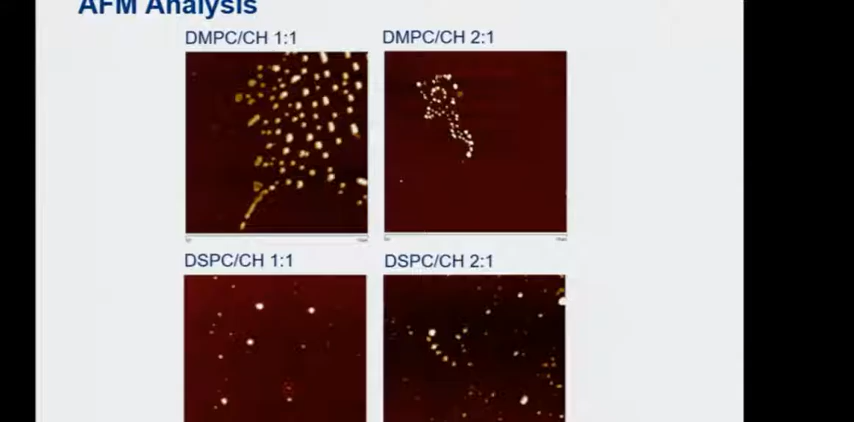 AFM Analysis
DMPC/CH 1:1
DMPC/CH 2:1
DSPC/CH 1:1
DSPC/CH 2:1